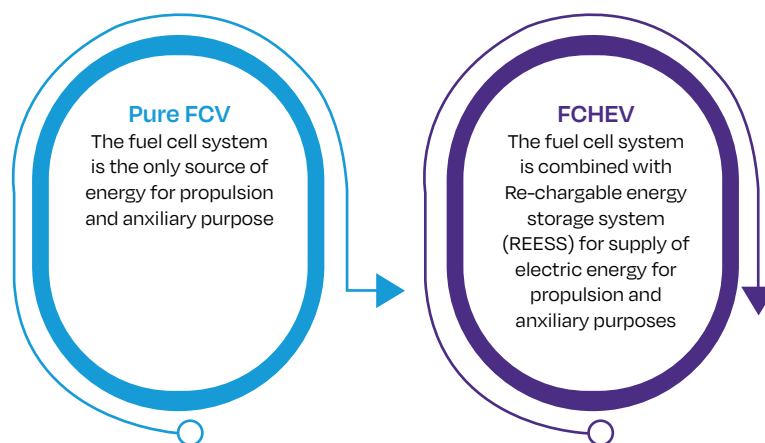 Pure FCV
The fuel cell system
is the only source of
energy for propulsion
and anxiliary purpose
FCHEV
The fuel cell system
is combined with
Re-chargable energy
storage system
(REESS) for supply of
electric energy for
propulsion and
anxiliary purposes